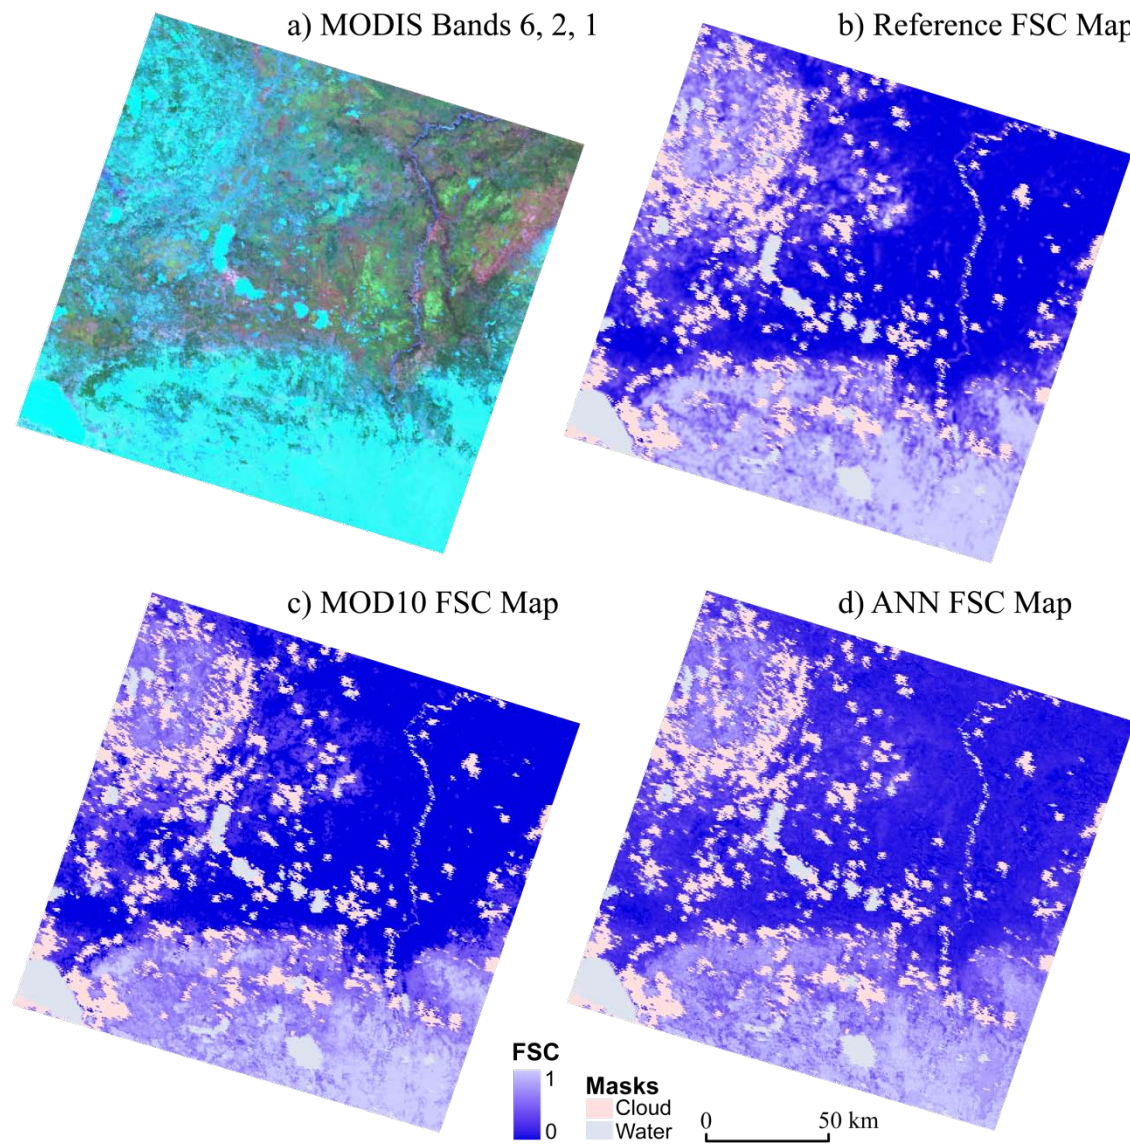 a) MODIS Bands 6, 2, 1
b) Reference FSC Map
c) MOD10 FSC Map
d) ANN FSC Map
FSC
1
0
Masks
Cloud
Water
0 50 km